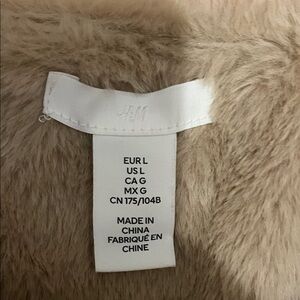 H&M
EUR L
US L
CA G
MX G
CN 175/104B
MADE IN
CHINA
FABRIQUÉ EN
CHINE